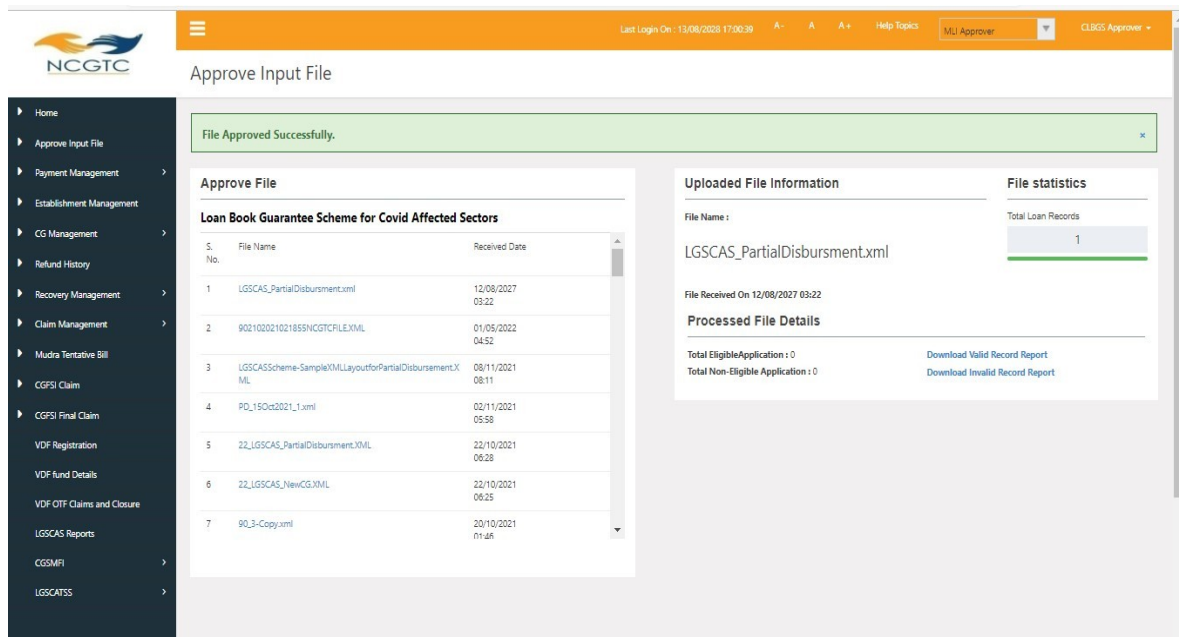 NCGTC
Last Login On : 13/08/2028 17:00:39 A- A A+ Help Topics MLI Approver CLBGS Approver
Approve Input File
Home
Approve Input File
Payment Management
Establishment Management
CG Management
Refund History
Recovery Management
Claim Management
Mudra Tentative Bill
CGFSI Claim
CGFSI Final Claim
VDF Registration
VDF fund Details
VDF OTF Claims and Closure
LGSCAS Reports
CGSMFI
LGSCATSS
File Approved Successfully. ×
Approve File
Loan Book Guarantee Scheme for Covid Affected Sectors
S. File Name Received Date
No.
1 LGSCAS_PartialDisbursment.xml 12/08/2027
03:22
2 902102021021855NCGTCFILE.XML 01/05/2022
04:52
3 LGSCASScheme-SampleXMLLayoutforPartialDisbursement.X 08/11/2021
ML 08:11
4 PD_15Oct2021_1.xml 02/11/2021
05:58
5 22_LGSCAS_PartialDisbursment.XML 22/10/2021
06:28
6 22_LGSCAS_NewCG.XML 22/10/2021
06:25
7 90_3-Copy.xml 20/10/2021
01:46
Uploaded File Information
File Name :
LGSCAS_PartialDisbursment.xml
File Received On 12/08/2027 03:22
File statistics
Total Loan Records
1
Processed File Details
Total EligibleApplication : 0 Download Valid Record Report
Total Non-Eligible Application : 0 Download Invalid Record Report